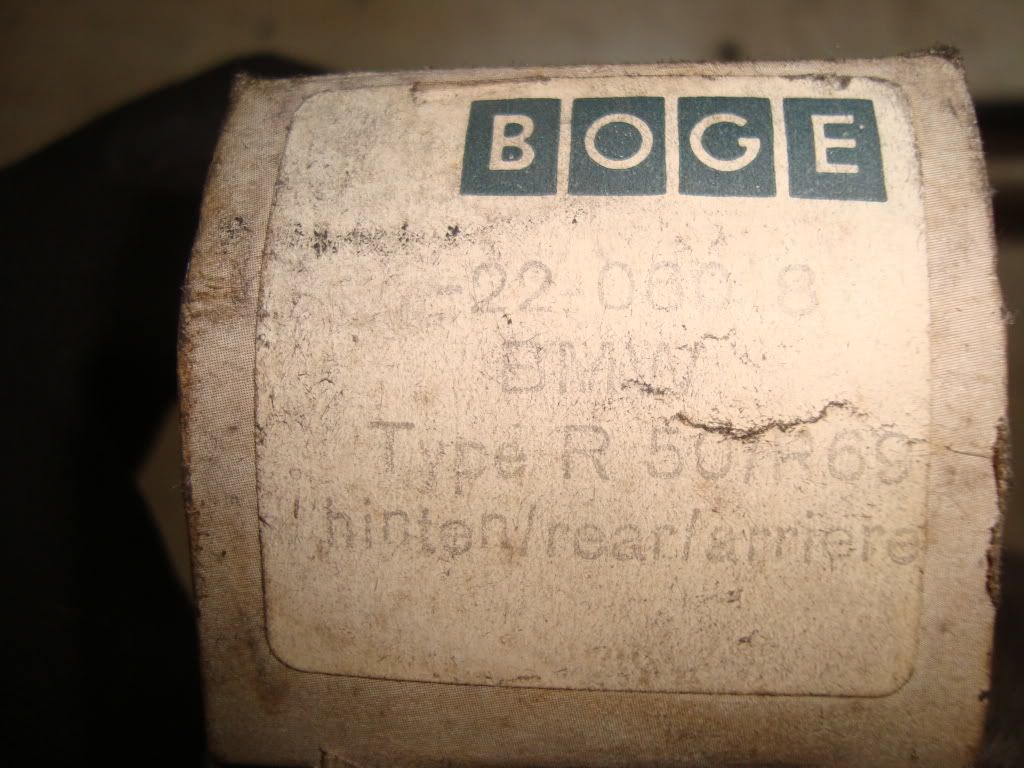 BOGE
-22-060 8
BMW
Type R 50/R69
hinten/rear/arriere